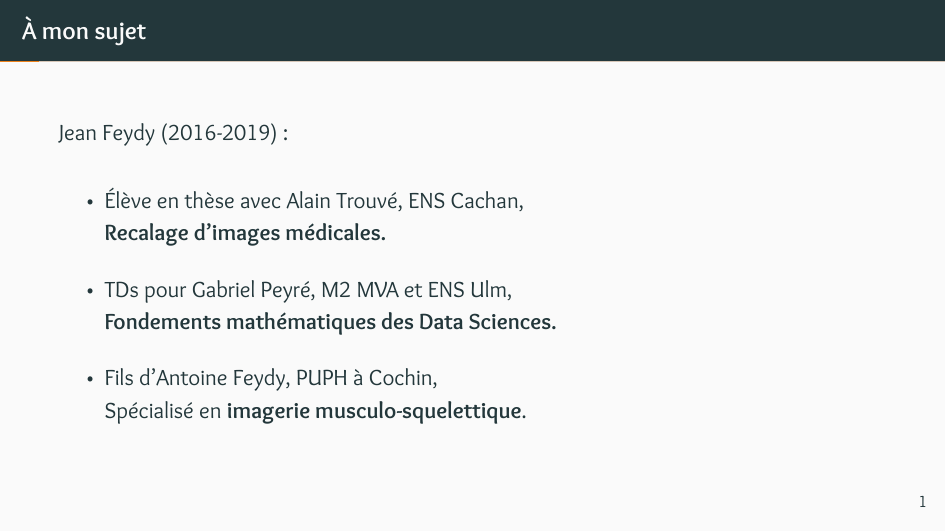 À mon sujet
Jean Feydy (2016-2019) :
• Élève en thèse avec Alain Trouvé, ENS Cachan,
Recalage d’images médicales.
• TDs pour Gabriel Peyré, M2 MVA et ENS Ulm,
Fondements mathématiques des Data Sciences.
• Fils d’Antoine Feydy, PUPH à Cochin,
Spécialisé en imagerie musculo-squelettique.
1